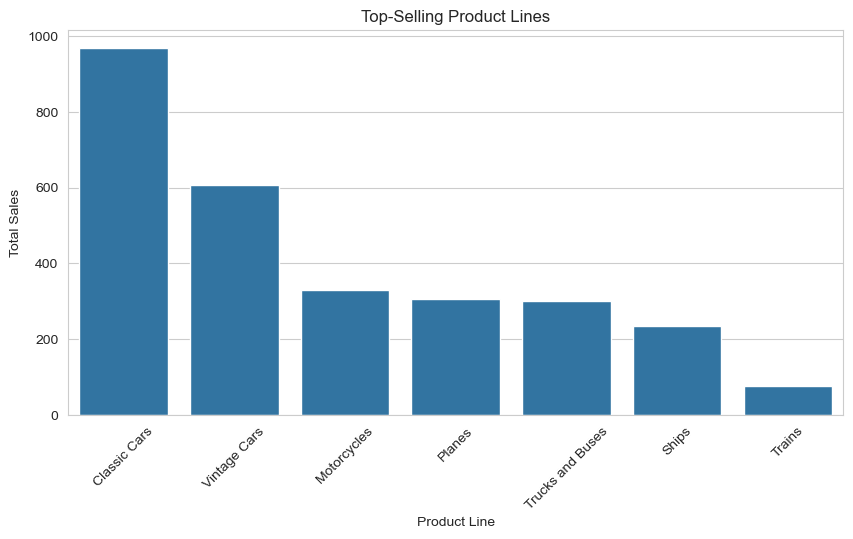 Top-Selling Product Lines
Total Sales
1000
800
600
400
200
0
Classic Cars
Vintage Cars
Motorcycles
Planes
Trucks and Buses
Ships
Trains
Product Line